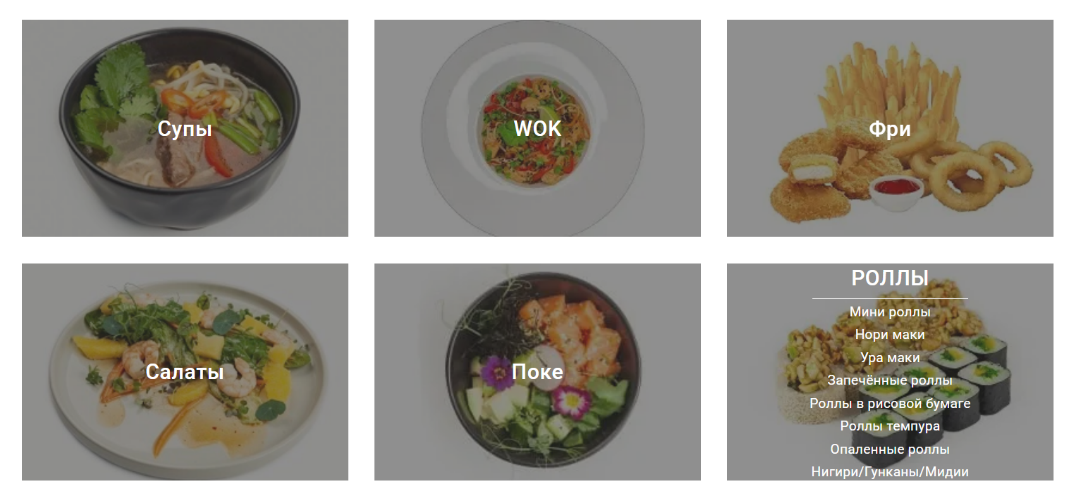 Супы
WOK
Фри
Салаты
Поке
РОЛЛЫ
Мини роллы
Нори маки
Ура маки
Запечённые роллы
Роллы в рисовой бумаге
Роллы темпура
Опаленные роллы
Нигири/Гунканы/Мидии